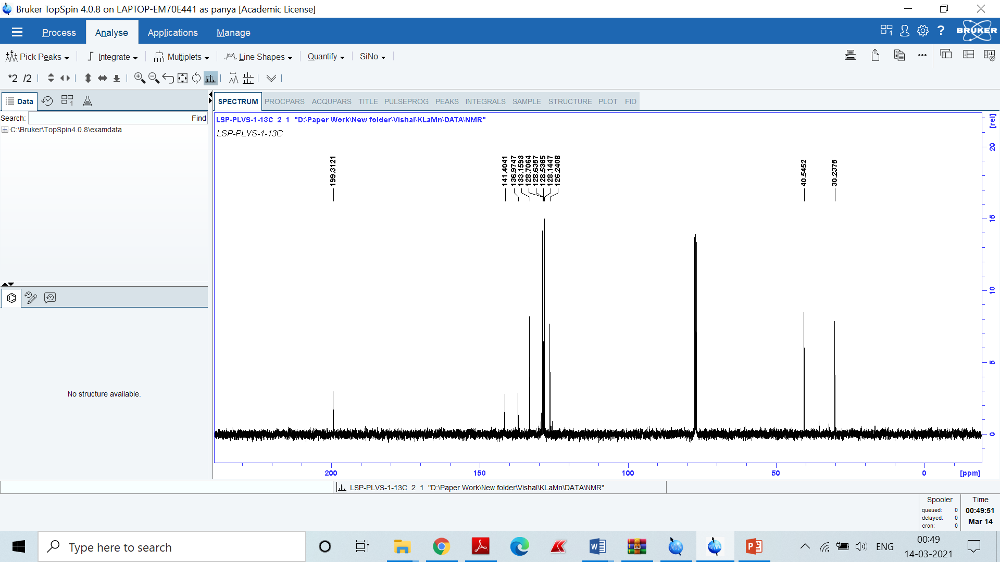 Bruker TopSpin 4.0.8 on LAPTOP-EM70E441 as panya [Academic License]
Process Analyse Applications Manage
1 ? BRUKER
Pick Peaks Integrate Multiplets Line Shapes Quantify SiNo
*2 /2
Data 1
SPECTRUM PROCPARS ACQUPARS TITLE PULSEPROG PEAKS INTEGRALS SAMPLE STRUCTURE PLOT FID
Search: Find
C:\Bruker\TopSpin4.0.8\examdata
LSP-PLVS-1-13C 2 1 "D:\Paper Work\New folder\Vishal\KLaMn\DATA\NMR"
LSP-PLVS-1-13C
199.3121
141.4041
136.9747
133.1593
128.7064
128.6357
128.5365
128.1447
126.2408
40.5452
30.2375
[rel]
20
15
10
5
0
200 150 100 50 0 [ppm]
No structure available.
LSP-PLVS-1-13C 2 1 "D:\Paper Work\New folder\Vishal\KLaMn\DATA\NMR"
Spooler
queued: 0
delayed: 0
cron: 0
Time
00:49:51
Mar 14
Type here to search
ENG
00:49
14-03-2021